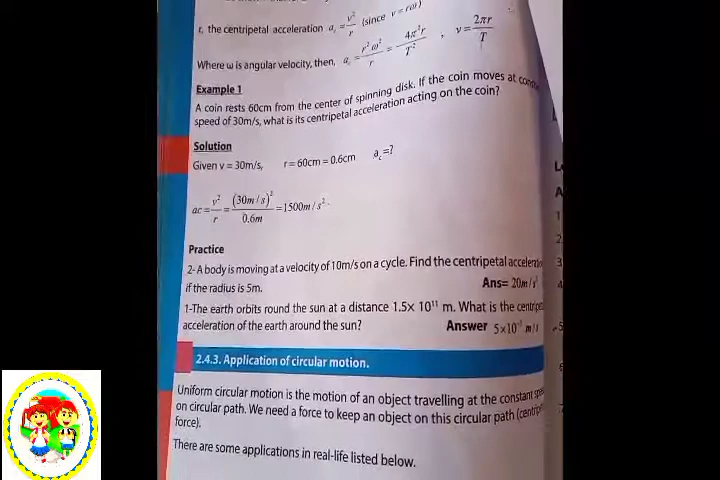 r, the centripetal acceleration a_c = v²/r (since v = rω)
Where ω is angular velocity, then, a_c = r²ω²/r = 4π²r/T² , v = 2πr/T
Example 1
A coin rests 60cm from the center of spinning disk. If the coin moves at
speed of 30m/s, what is its centripetal acceleration acting on the coin?
Solution
Given v = 30m/s, r = 60cm = 0.6cm a_c =?
ac = v²/r = (30m/s)²/0.6m = 1500m/s²
Practice
2- A body is moving at a velocity of 10m/s on a cycle. Find the centripetal
if the radius is 5m. Ans= 20m/s²
1-The earth orbits round the sun at a distance 1.5x 10¹¹ m. What is the
acceleration of the earth around the sun? Answer 5×10⁻³ m/s
2.4.3. Application of circular motion.
Uniform circular motion is the motion of an object travelling at the constant
on circular path. We need a force to keep an object on this circular path
force).
There are some applications in real-life listed below.